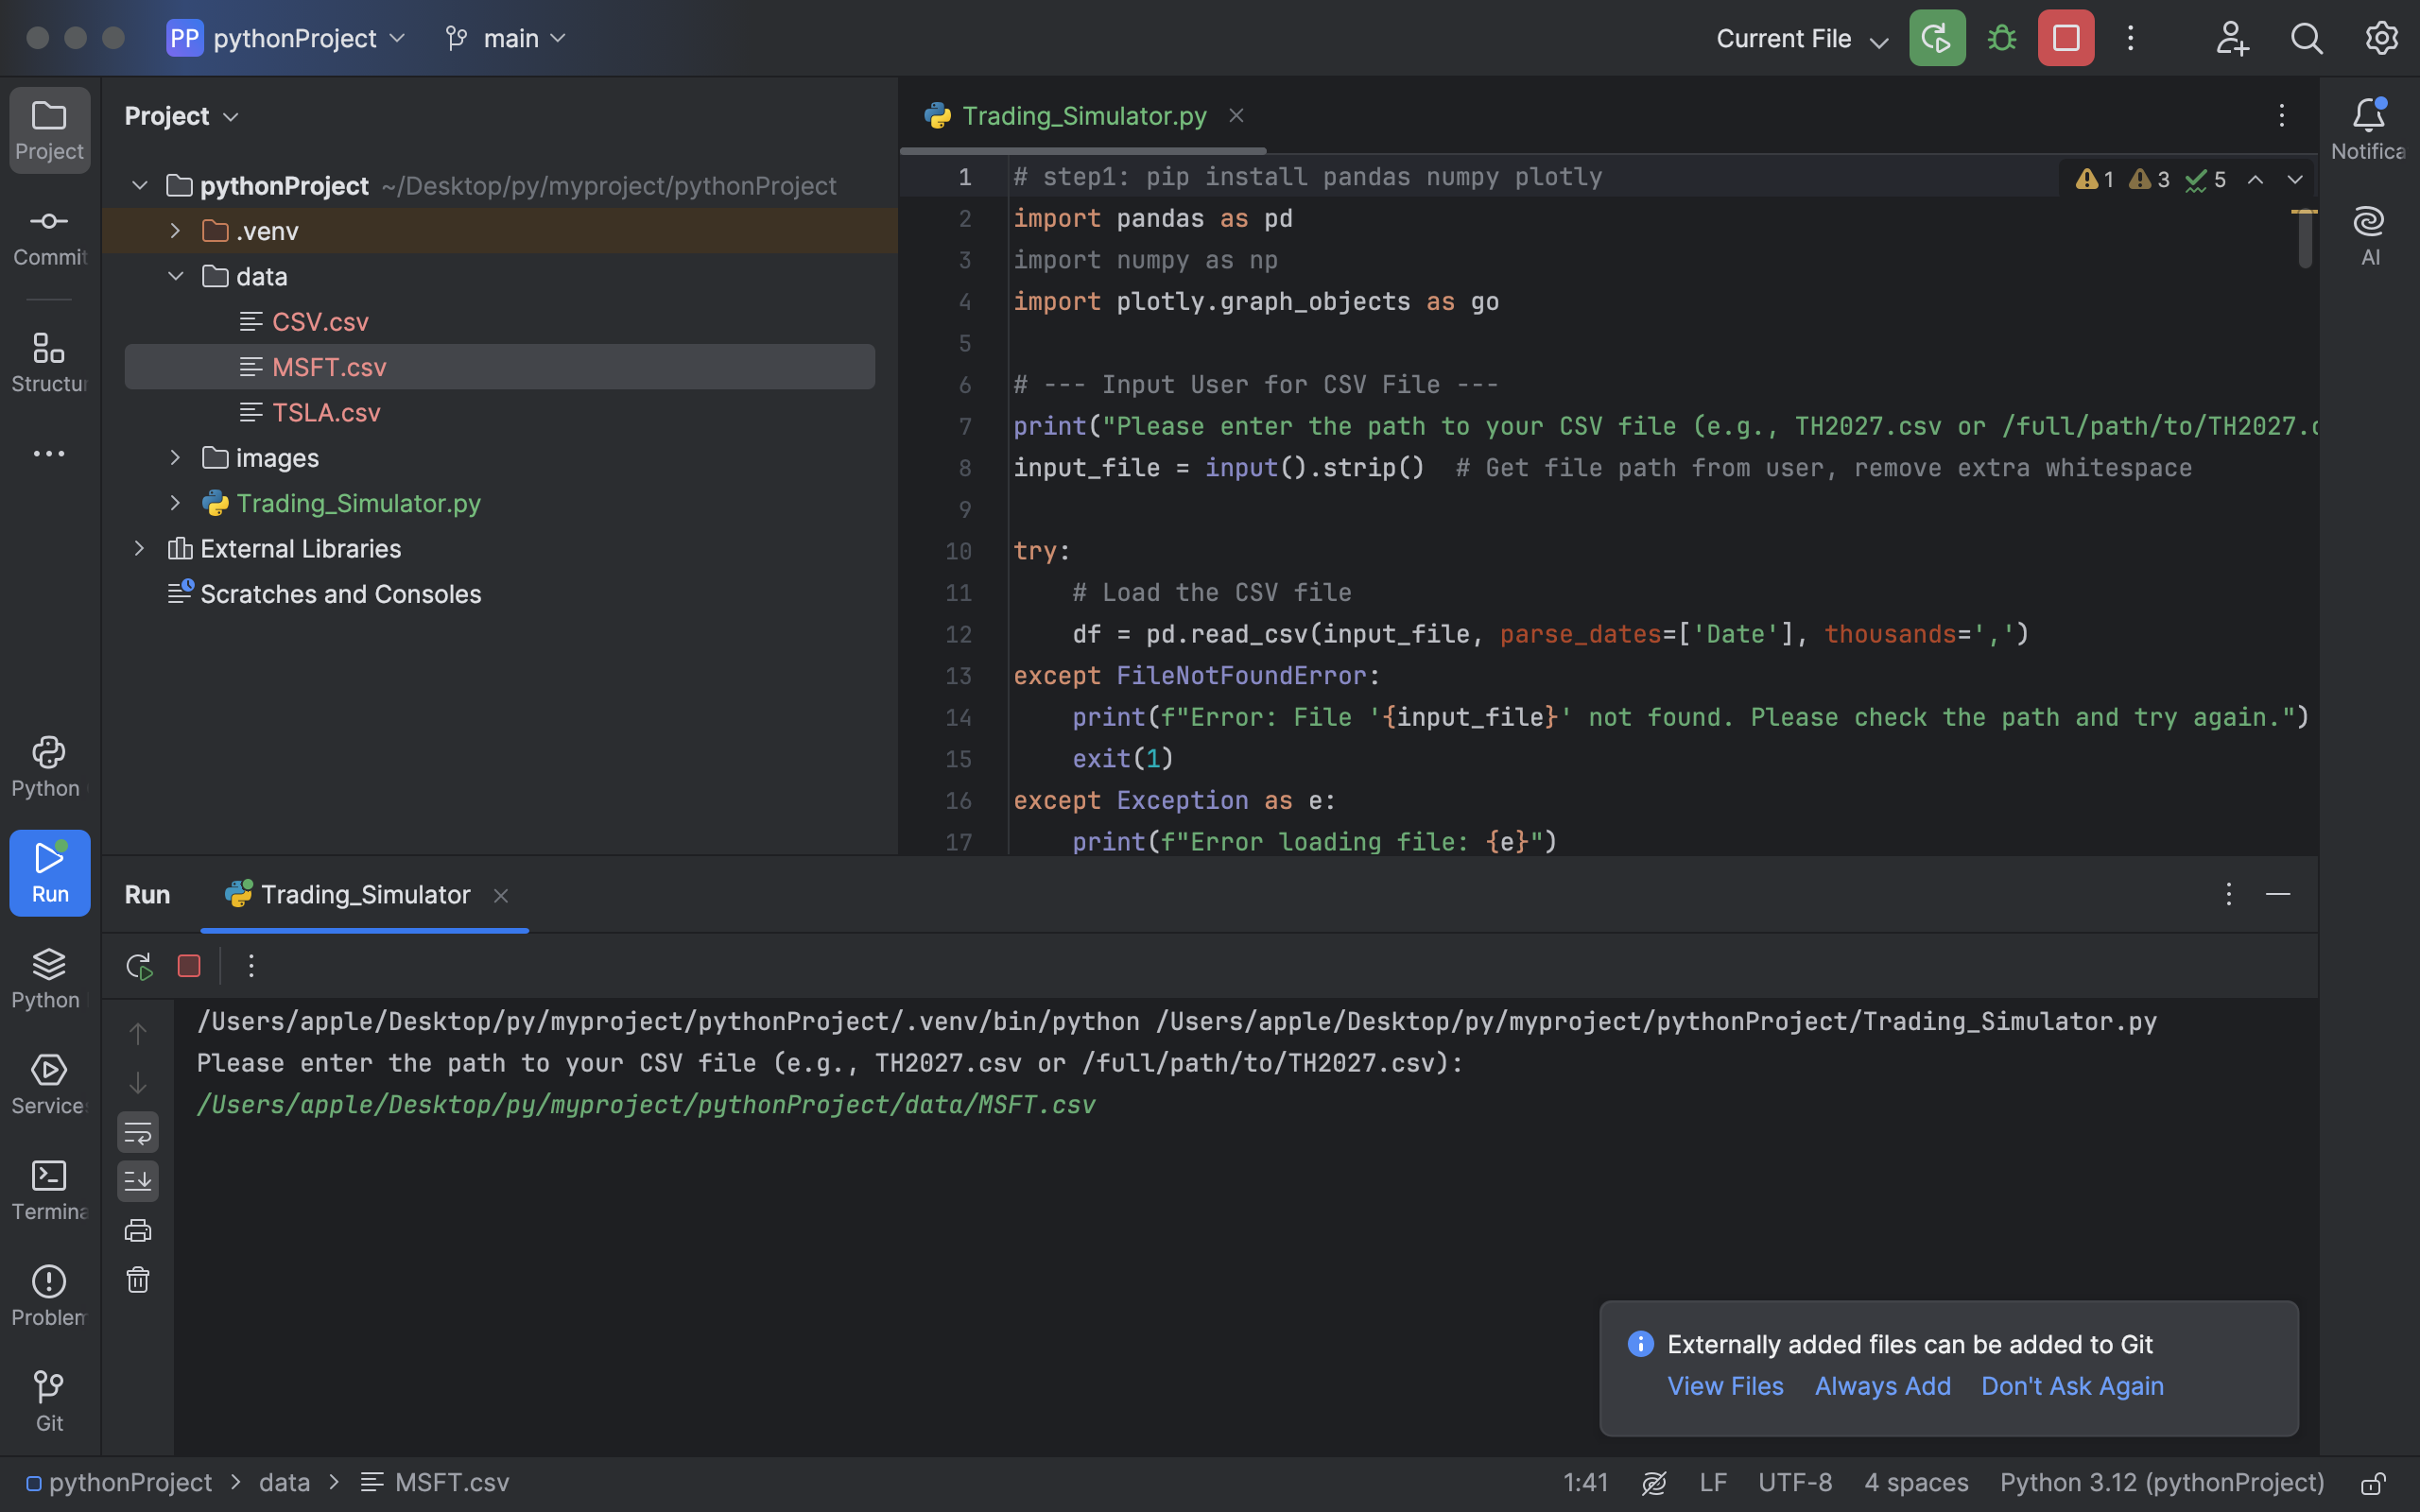 PP pythonProject main Current File
Project
Commit
Structur
Python
Run
Python
Service
Termina
Problem
Git
Project
pythonProject ~/Desktop/py/myproject/pythonProject
.venv
data
CSV.csv
MSFT.csv
TSLA.csv
images
Trading_Simulator.py
External Libraries
Scratches and Consoles
Trading_Simulator.py
1 3 5
1 # step1: pip install pandas numpy plotly
2 import pandas as pd
3 import numpy as np
4 import plotly.graph_objects as go
5
6 # --- Input User for CSV File ---
7 print("Please enter the path to your CSV file (e.g., TH2027.csv or /full/path/to/TH2027.c
8 input_file = input().strip()  # Get file path from user, remove extra whitespace
9
10 try:
11     # Load the CSV file
12     df = pd.read_csv(input_file, parse_dates=['Date'], thousands=',')
13 except FileNotFoundError:
14     print(f"Error: File '{input_file}' not found. Please check the path and try again.")
15     exit(1)
16 except Exception as e:
17     print(f"Error loading file: {e}")
Notifica
AI
Run Trading_Simulator
/Users/apple/Desktop/py/myproject/pythonProject/.venv/bin/python /Users/apple/Desktop/py/myproject/pythonProject/Trading_Simulator.py
Please enter the path to your CSV file (e.g., TH2027.csv or /full/path/to/TH2027.csv):
/Users/apple/Desktop/py/myproject/pythonProject/data/MSFT.csv
Externally added files can be added to Git
View Files Always Add Don't Ask Again
pythonProject > data > MSFT.csv 1:41 LF UTF-8 4 spaces Python 3.12 (pythonProject)